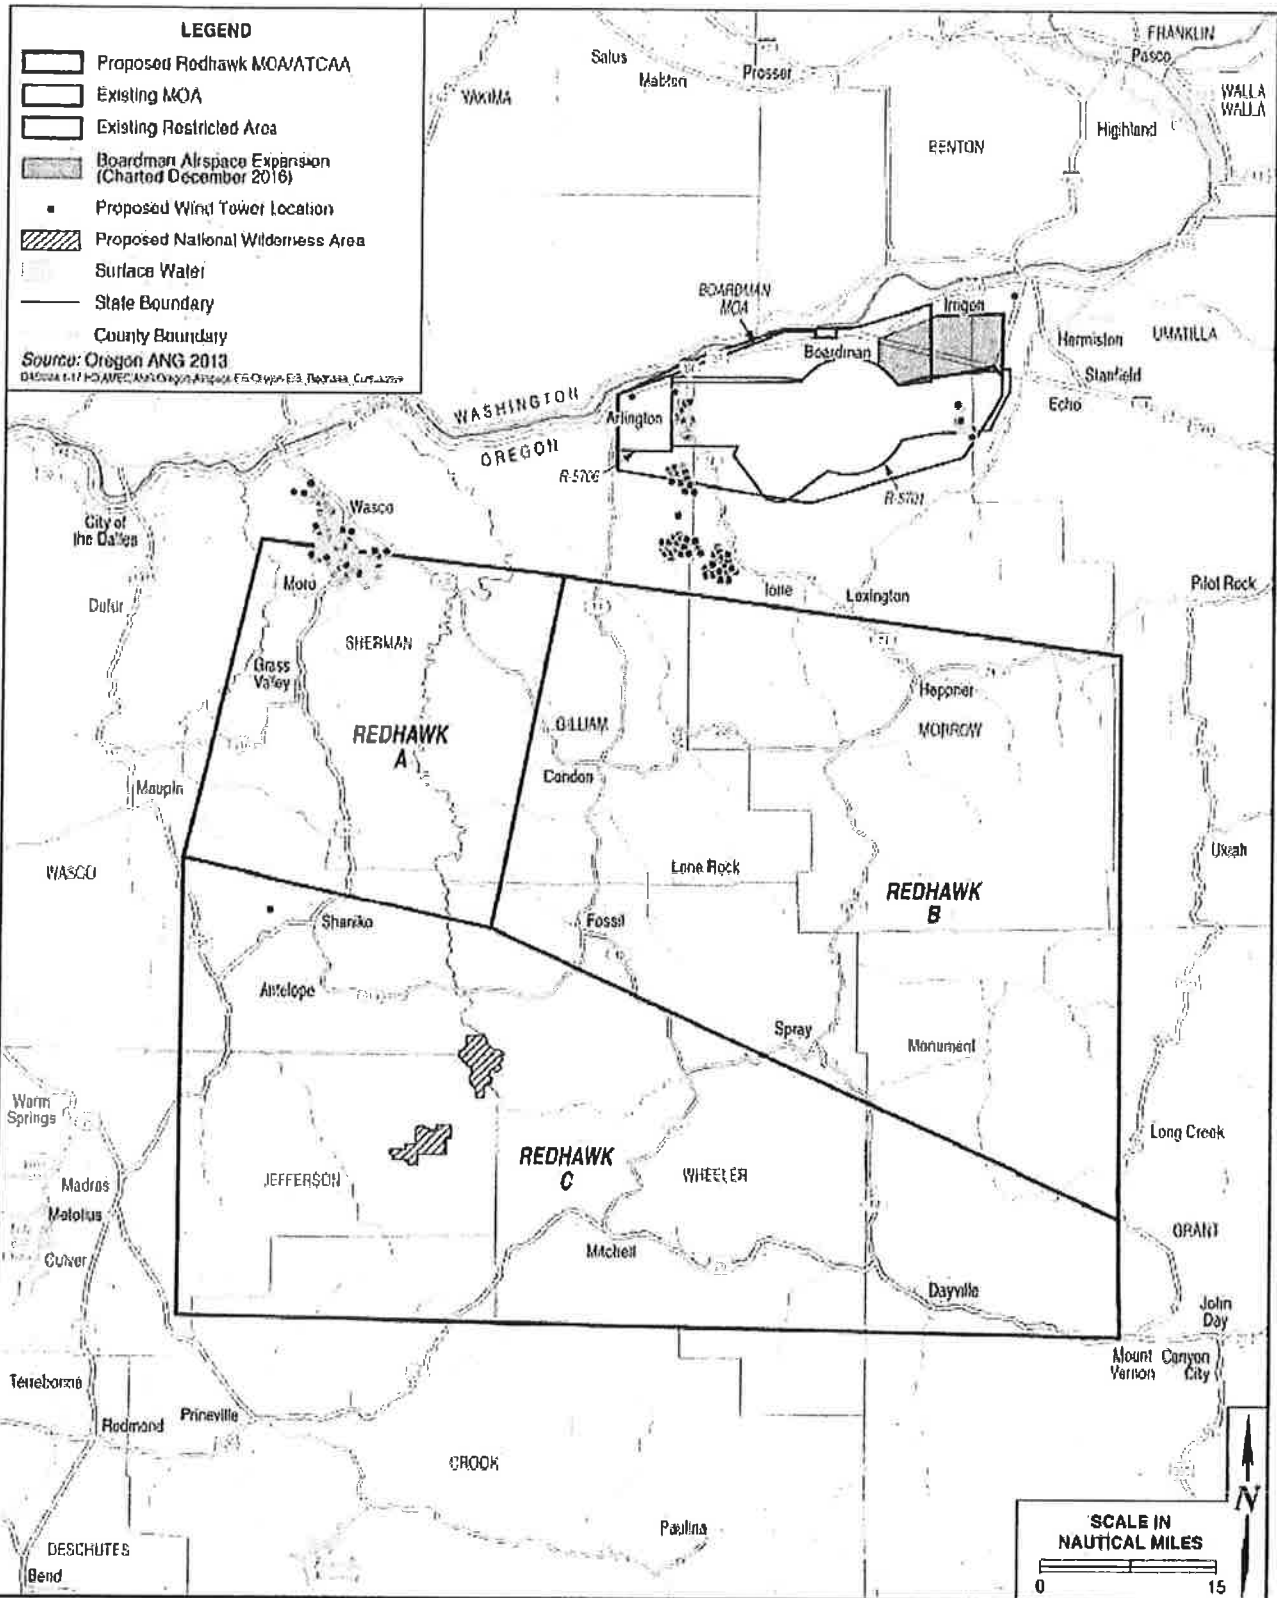 LEGEND
Proposed Redhawk MOA/ATCAA
Existing MOA
Existing Restricted Area
Boardman Airspace Expansion
(Charted December 2016)
Proposed Wind Tower Location
Proposed National Wilderness Area
Surface Water
State Boundary
County Boundary
Source: Oregon ANG 2013
FRANKLIN
Pasco
Salus
Mabton
Prosser
YAKIMA
WALLA
WALLA
Highland
BENTON
BOARDMAN
MOA
Irrigon
Boardman
Hermiston
UMATILLA
Stanfield
Echo
WASHINGTON
OREGON
Arlington
R-5706
R-5701
City of
the Dalles
Wasco
Moro
Dufur
Ione
Lexington
Pilot Rock
SHERMAN
Grass
Valley
Heppner
MORROW
REDHAWK
A
GILLIAM
Condon
Maupin
WASCO
Lone Rock
Ukiah
REDHAWK
B
Shaniko
Fossil
Antelope
Spray
Monument
Warm
Springs
Long Creek
REDHAWK
C
WHEELER
JEFFERSON
Madras
Metolius
Culver
GRANT
Mitchell
Dayville
John
Day
Mount
Vernon
Canyon
City
Terrebonne
Redmond
Prineville
CROOK
Paulina
DESCHUTES
Bend
N
SCALE IN
NAUTICAL MILES
0 15